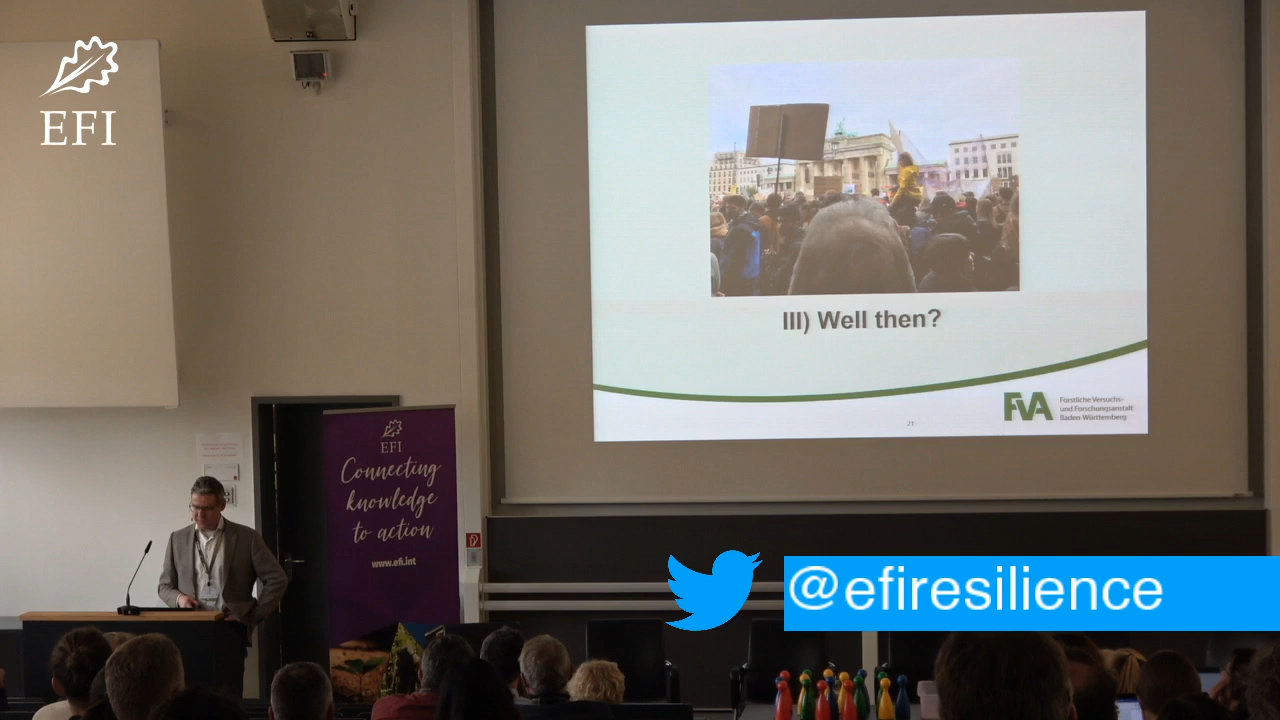 EFI
III) Well then?
21
FVA
Forstliche Versuchs-
und Forschungsanstalt
Baden-Württemberg
EFI
Connecting
knowledge
to action
www.efi.int
@efiresilience